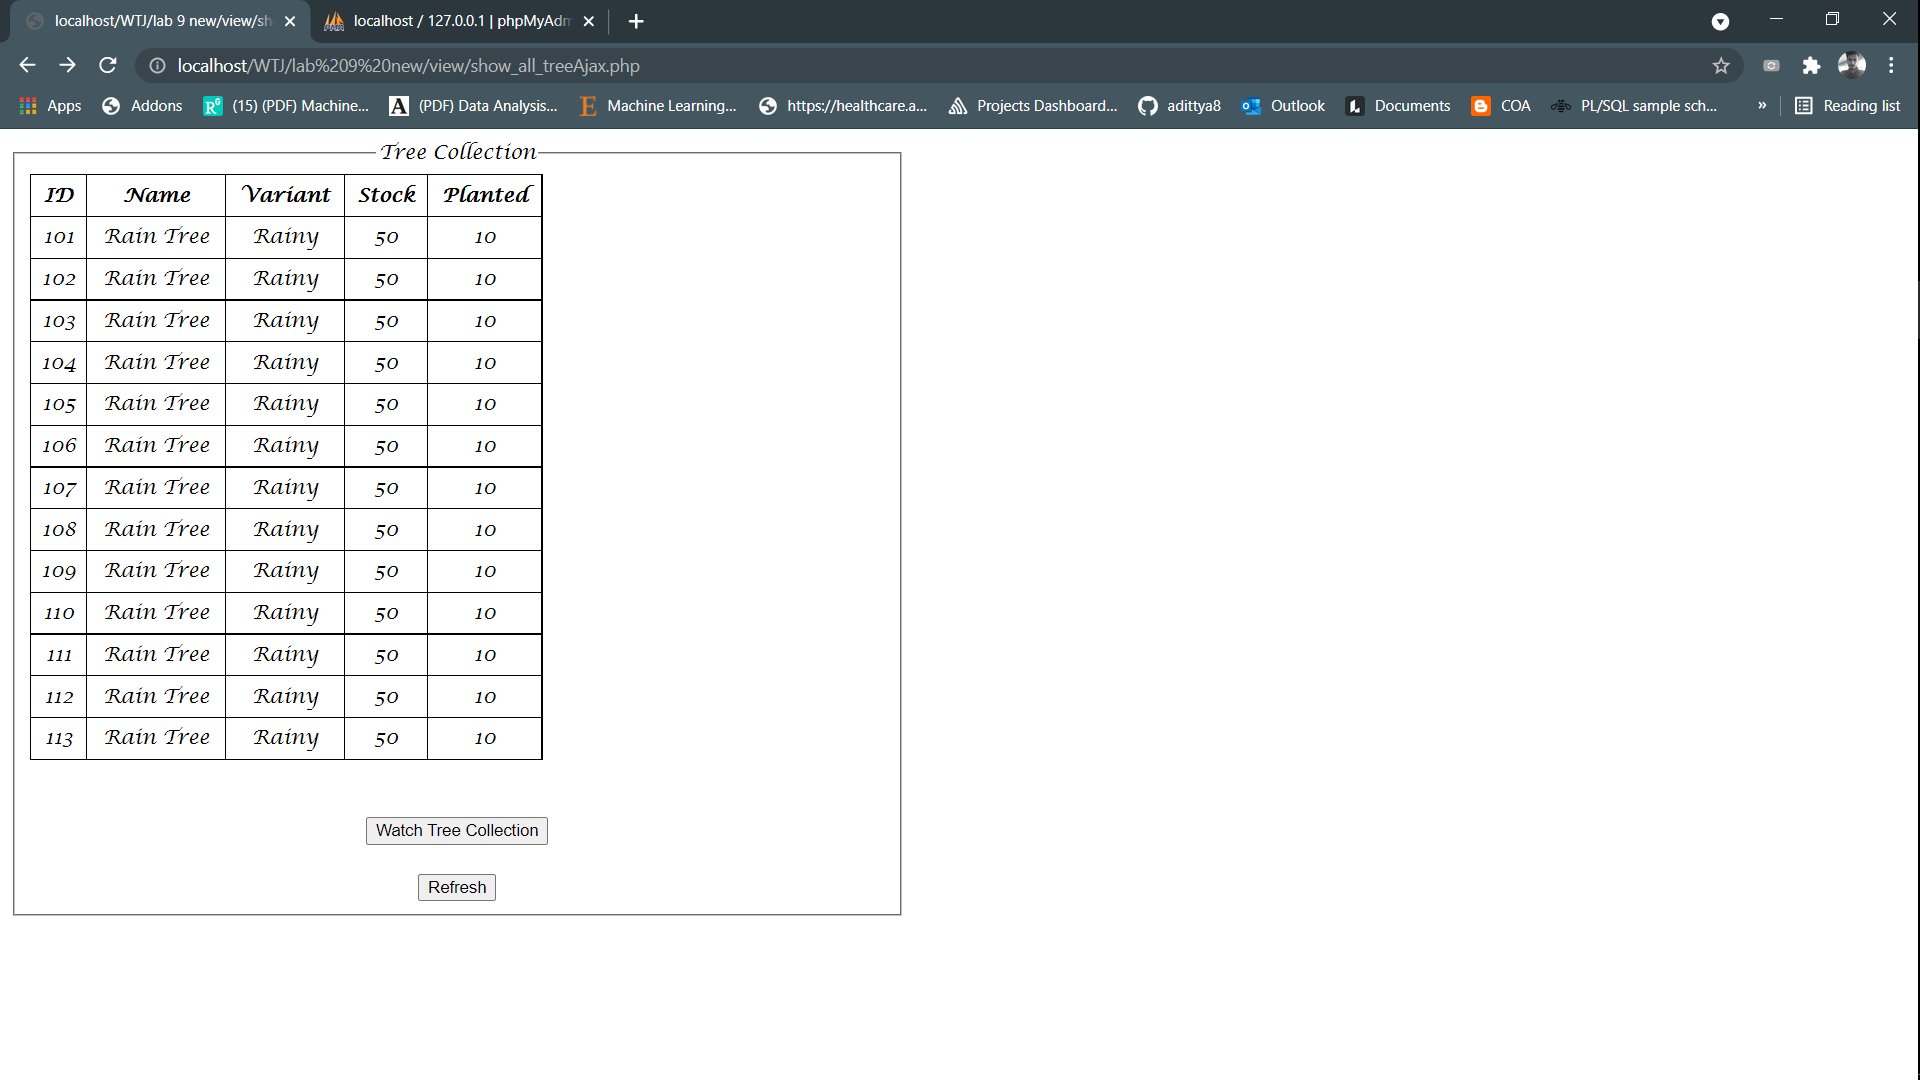 localhost/WTJ/lab 9 new/view/sh
localhost / 127.0.0.1 | phpMyAdm
localhost/WTJ/lab%209%20new/view/show_all_treeAjax.php
Apps Addons (15) (PDF) Machine... (PDF) Data Analysis... Machine Learning... https://healthcare.a... Projects Dashboard... adittya8 Outlook Documents COA PL/SQL sample sch... » Reading list
Tree Collection
ID Name Variant Stock Planted
101 Rain Tree Rainy 50 10
102 Rain Tree Rainy 50 10
103 Rain Tree Rainy 50 10
104 Rain Tree Rainy 50 10
105 Rain Tree Rainy 50 10
106 Rain Tree Rainy 50 10
107 Rain Tree Rainy 50 10
108 Rain Tree Rainy 50 10
109 Rain Tree Rainy 50 10
110 Rain Tree Rainy 50 10
111 Rain Tree Rainy 50 10
112 Rain Tree Rainy 50 10
113 Rain Tree Rainy 50 10
Watch Tree Collection
Refresh